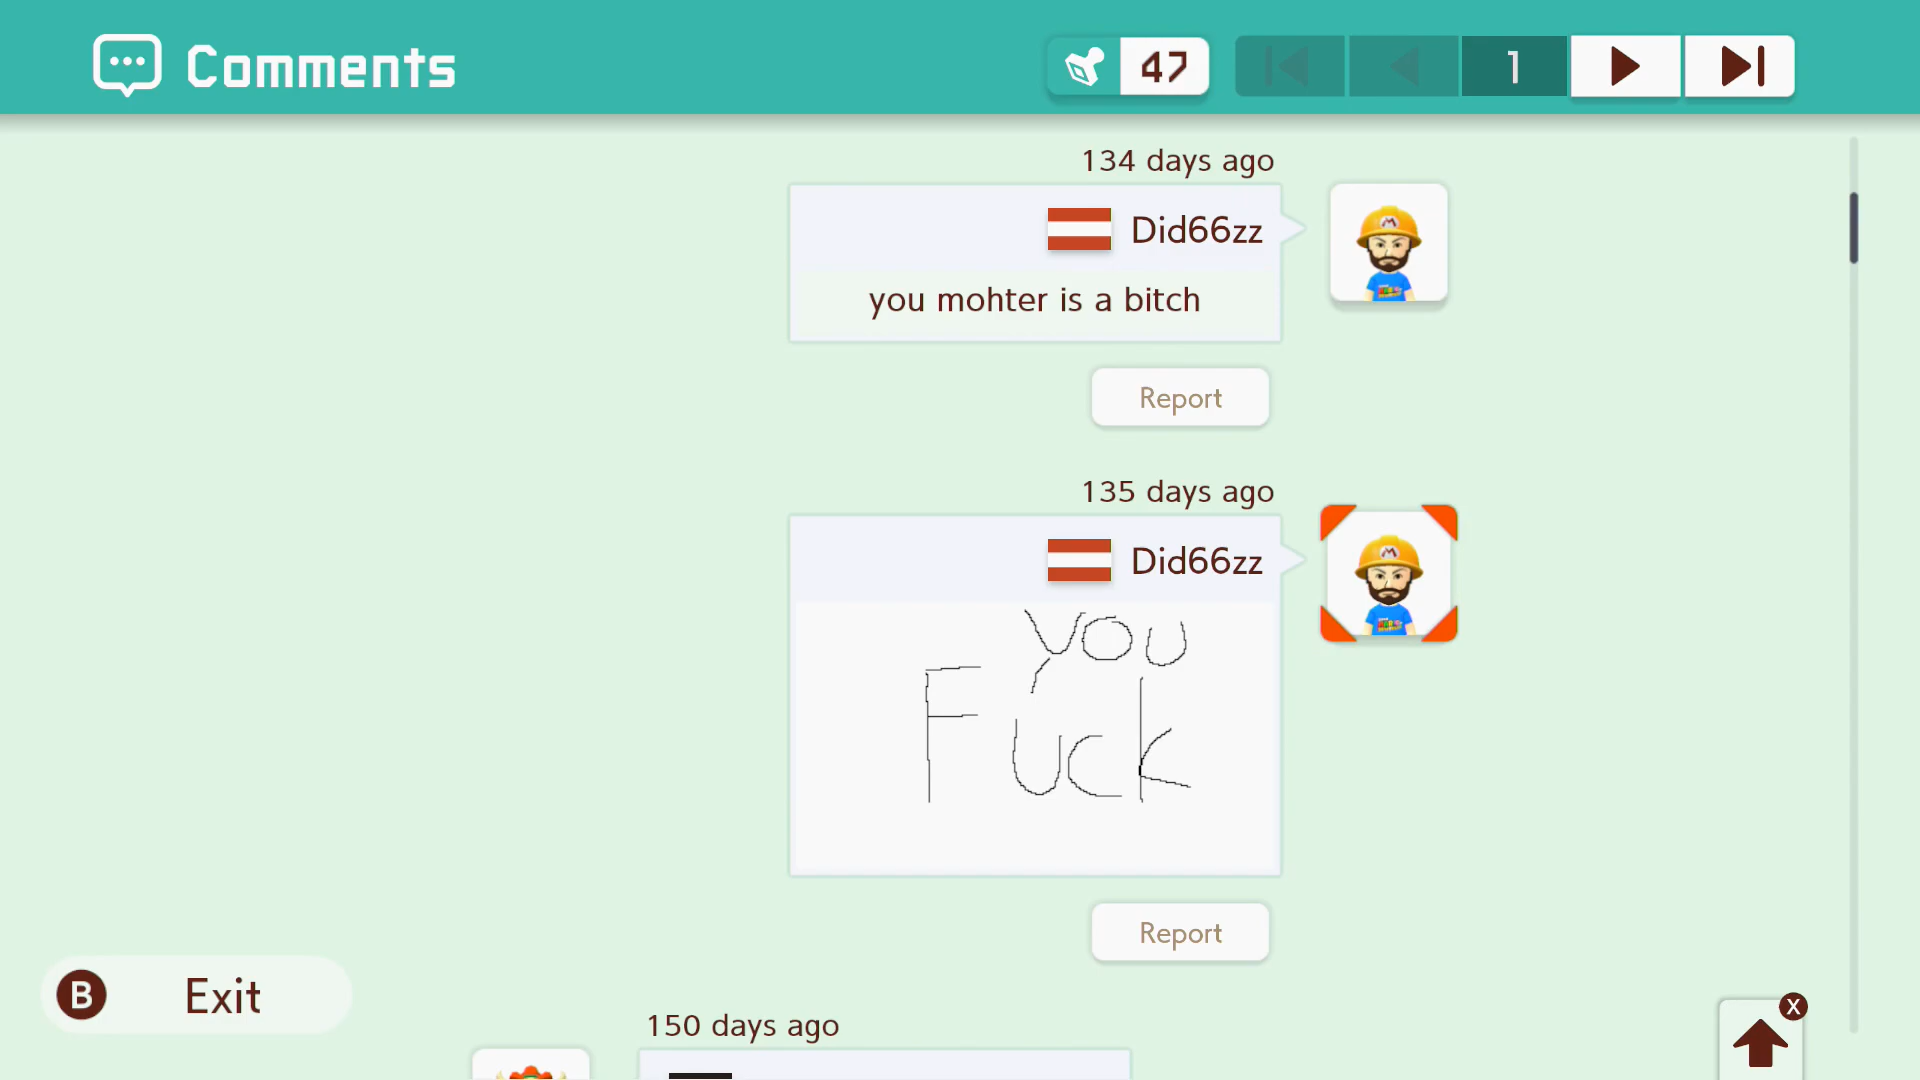 Comments
47
1
134 days ago
Did66zz
you mohter is a bitch
Report
135 days ago
Did66zz
YOU
Fuck
Report
B Exit
150 days ago
X